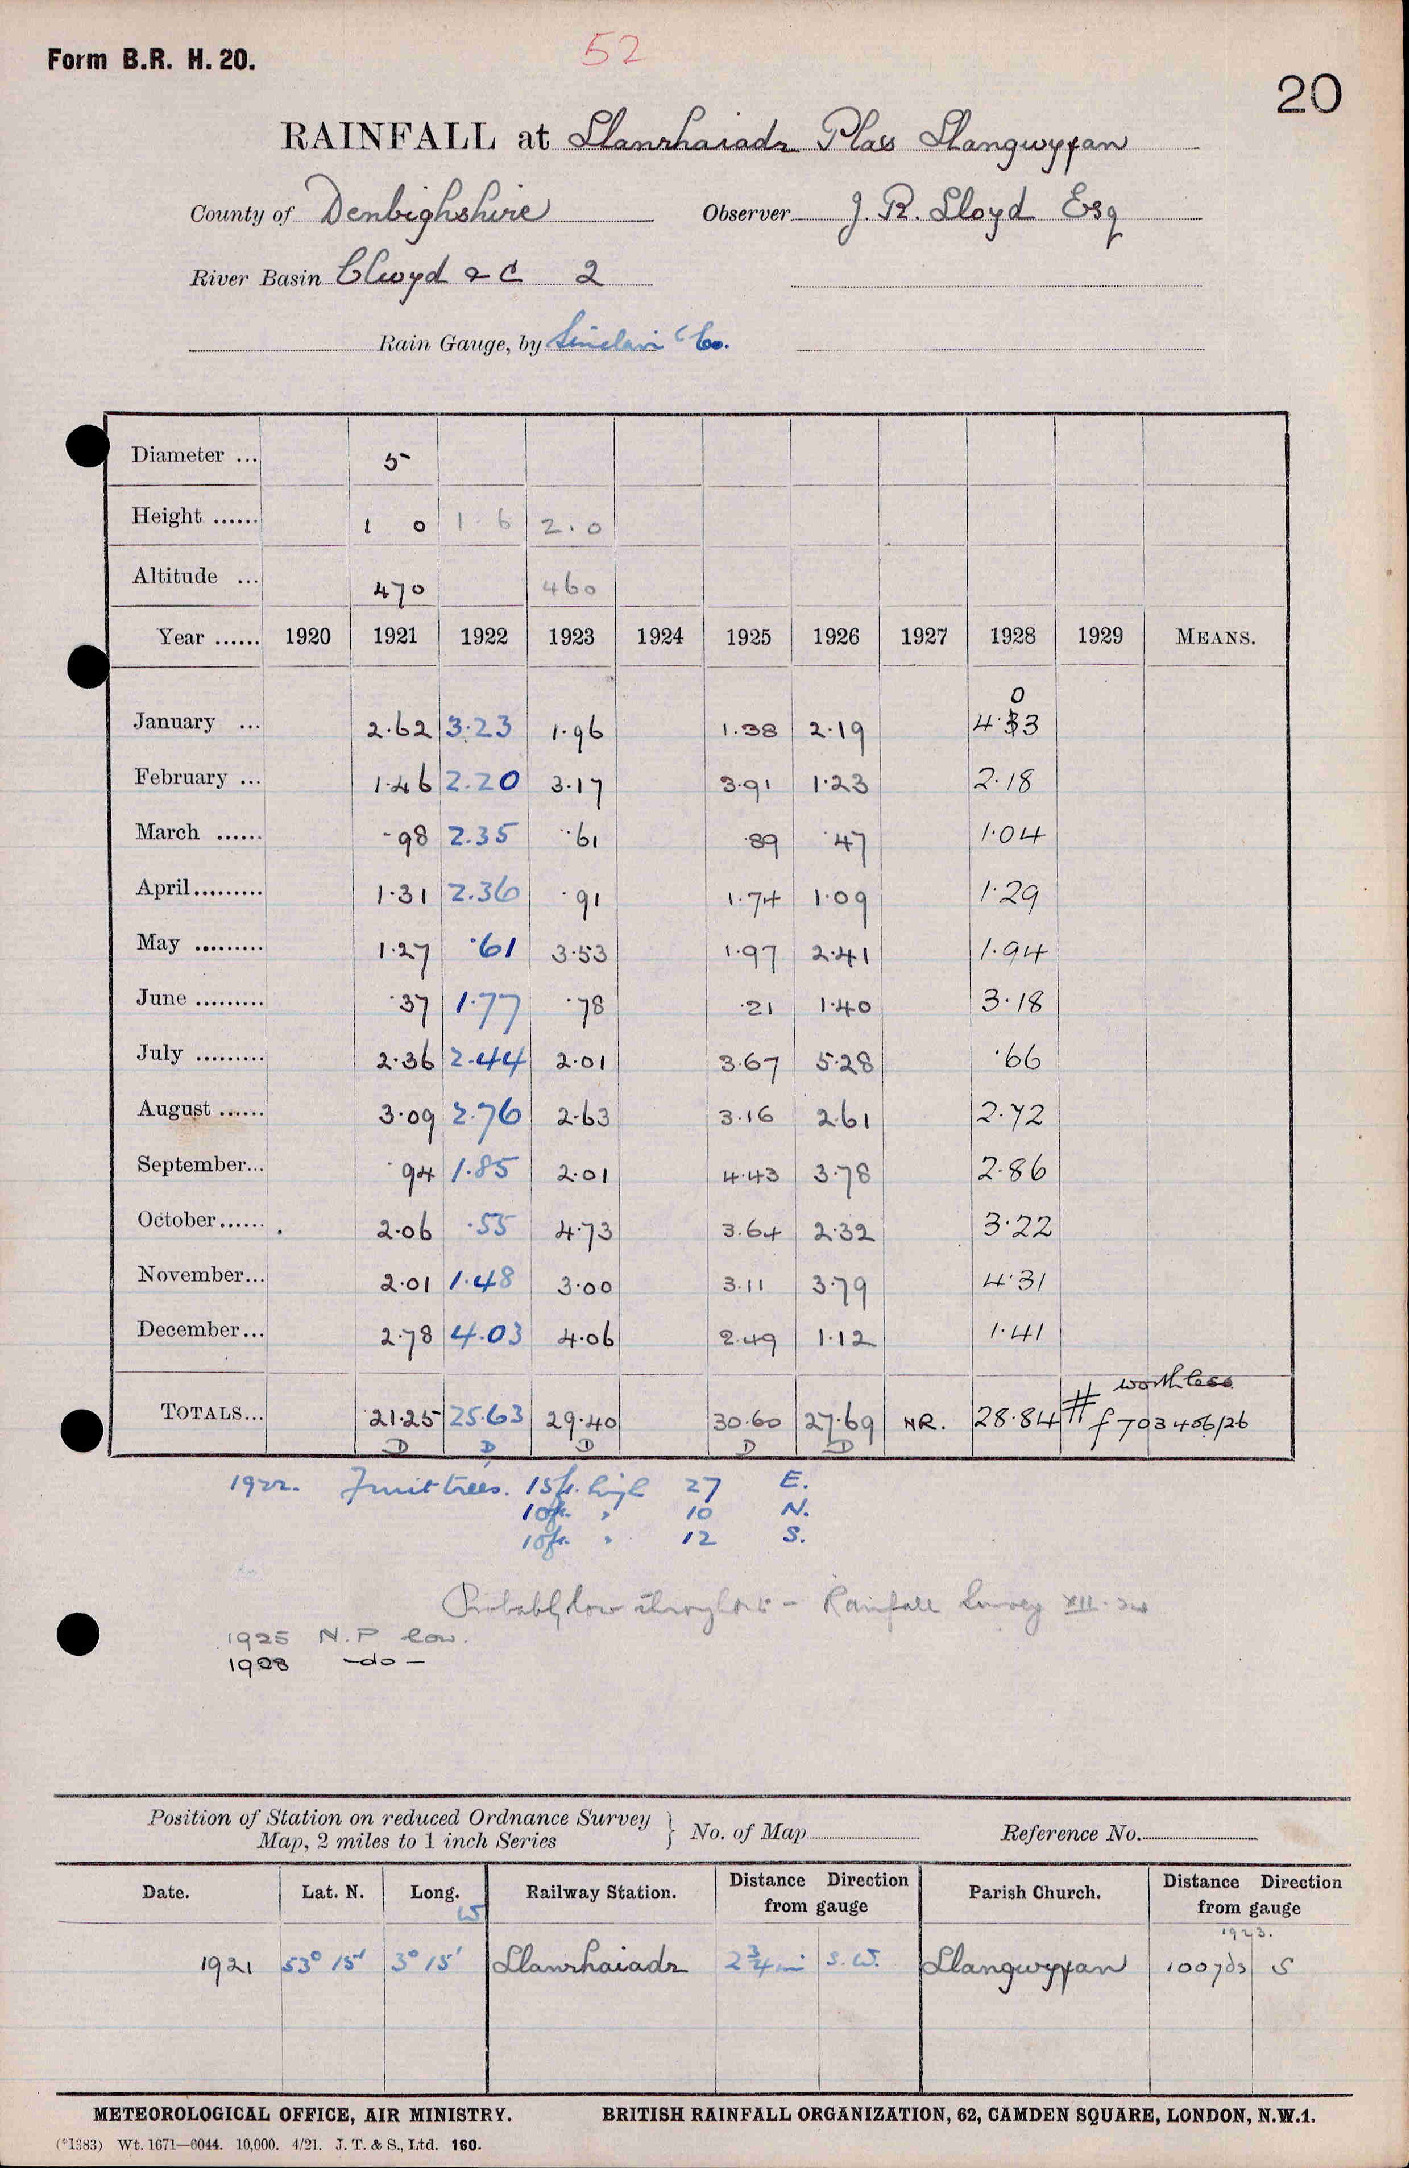 Form B.R. H. 20.
52
20
RAINFALL at Llanrhaiadr Plas Llangwyfan
County of Denbighshire Observer J. R. Lloyd Esq
River Basin Clwyd & C 2
Rain Gauge, by Sinclair & Co.
Diameter ... 5
Height ...... 1 0 1 . 6 2 . 0
Altitude ... 470 460
Year ...... 1920 1921 1922 1923 1924 1925 1926 1927 1928 1929 MEANS.
0
January ... 2.62 3.23 1.96 1.38 2.19 4.33
February ... 1.46 2.20 3.17 3.91 1.23 2.18
March ...... .98 2.35 .61 .89 .47 1.04
April......... 1.31 2.36 .91 1.74 1.09 1.29
May ......... 1.27 .61 3.53 1.97 2.41 1.94
June ......... .37 1.77 .78 .21 1.40 3.18
July ......... 2.36 2.44 2.01 3.67 5.28 .66
August ...... 3.09 2.76 2.63 3.16 2.61 2.72
September... .94 1.85 2.01 4.43 3.78 2.86
October...... 2.06 .55 4.73 3.64 2.32 3.22
November... 2.01 1.48 3.00 3.11 3.79 4.31
December... 2.78 4.03 4.06 2.49 1.12 1.41
worthless
TOTALS... 21.25 25.63 29.40 30.60 27.69 N.R. 28.84 # f 703406/26
D D D D D
1922. Fruit trees. 15ft. high 27 E.
10ft. " 10 N.
10ft. " 12 S.
Probably low throughout - Rainfall Survey XII.
1925 N.P low.
1928 -do-
Position of Station on reduced Ordnance Survey
Map, 2 miles to 1 inch Series } No. of Map Reference No.
Date. Lat. N. Long. W Railway Station. Distance Direction from gauge Parish Church. Distance Direction from gauge
1923.
1921 53° 15' 3° 15' Llanrhaiadr 2 3/4 mi S. W. Llangwyfan 100 yds S
METEOROLOGICAL OFFICE, AIR MINISTRY. BRITISH RAINFALL ORGANIZATION, 62, CAMDEN SQUARE, LONDON, N.W.1.
(*1383) Wt. 1671—6044. 10,000. 4/21. J. T. & S., Ltd. 160.